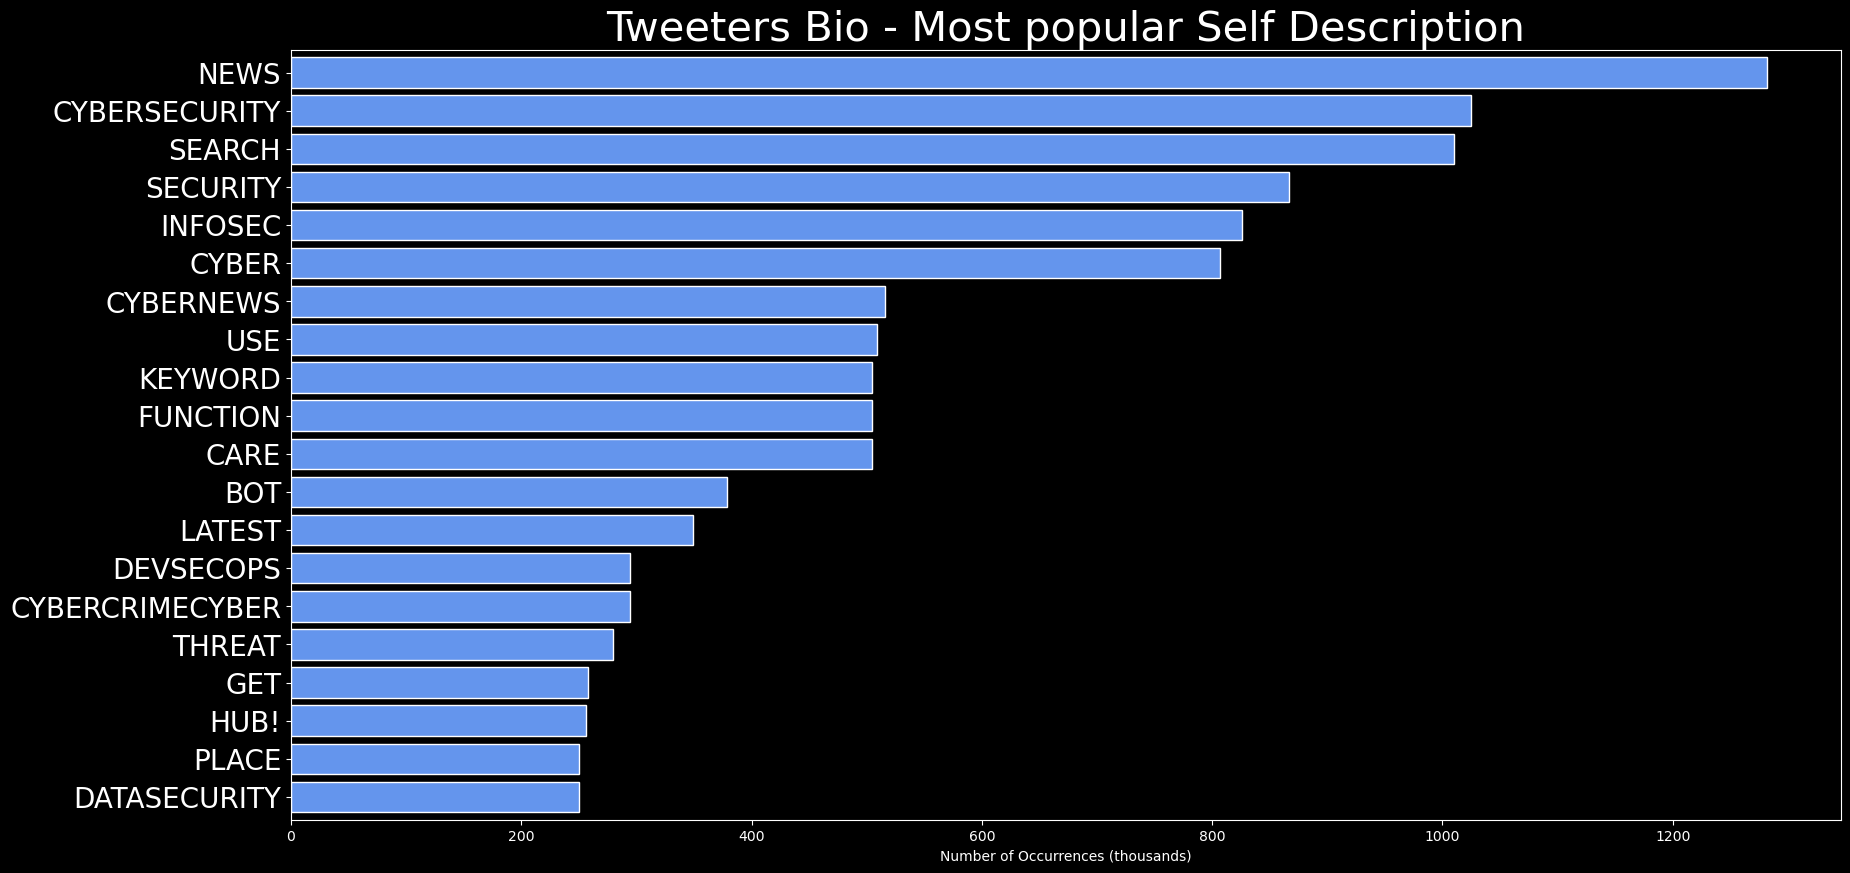 Tweeters Bio - Most popular Self Description
NEWS
CYBERSECURITY
SEARCH
SECURITY
INFOSEC
CYBER
CYBERNEWS
USE
KEYWORD
FUNCTION
CARE
BOT
LATEST
DEVSECOPS
CYBERCRIMECYBER
THREAT
GET
HUB!
PLACE
DATASECURITY
0 200 400 600 800 1000 1200
Number of Occurrences (thousands)